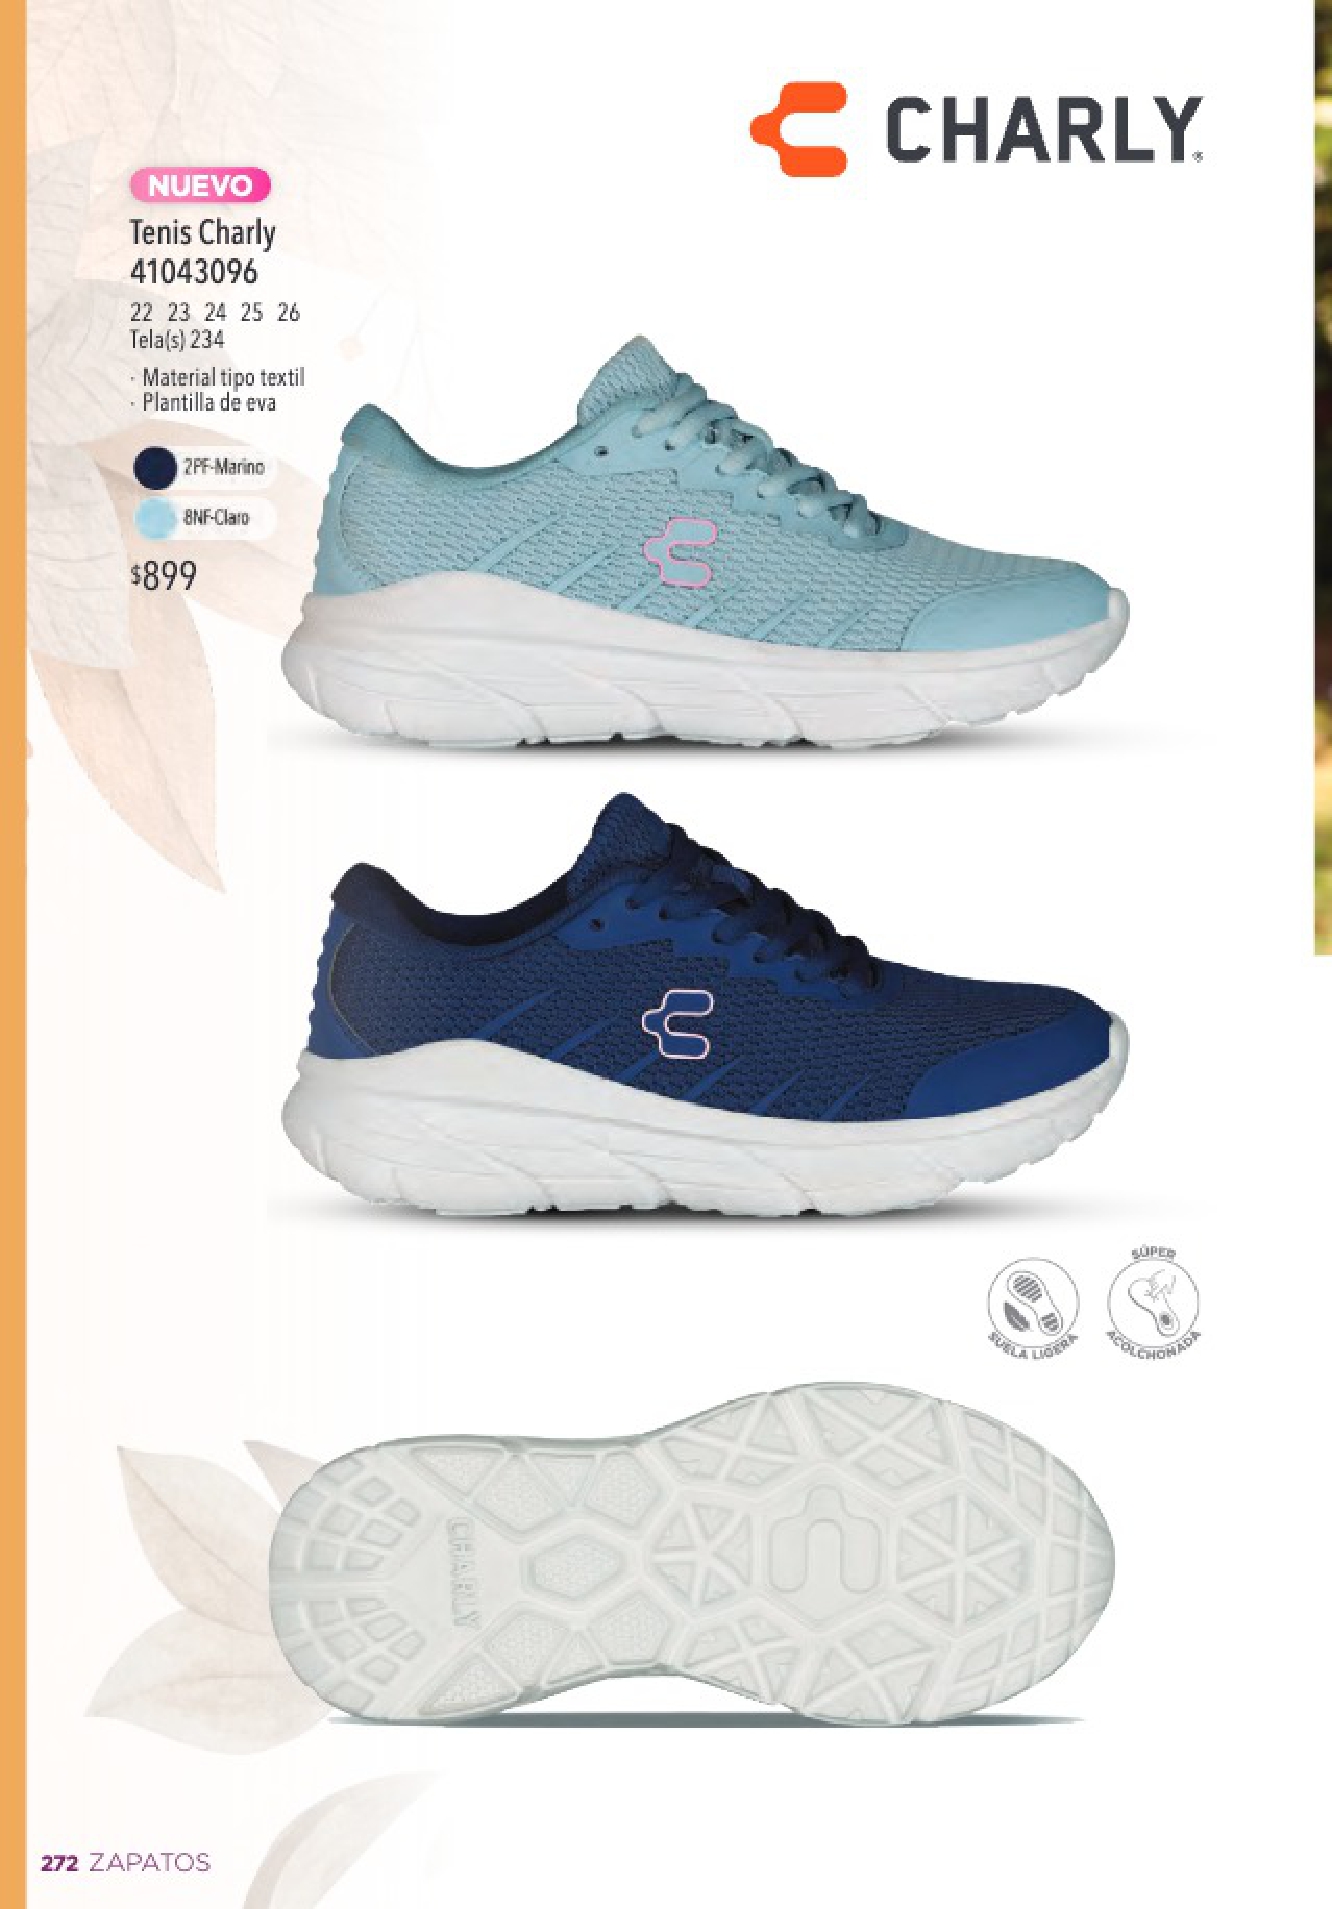 CHARLY®
NUEVO
Tenis Charly
41043096
22 23 24 25 26
Tela(s) 234
· Material tipo textil
· Plantilla de eva
2PF-Marino
8NF-Claro
$899
SUELA LIGERA
SÚPER
ACOLCHONADA
CHARLY
272 ZAPATOS